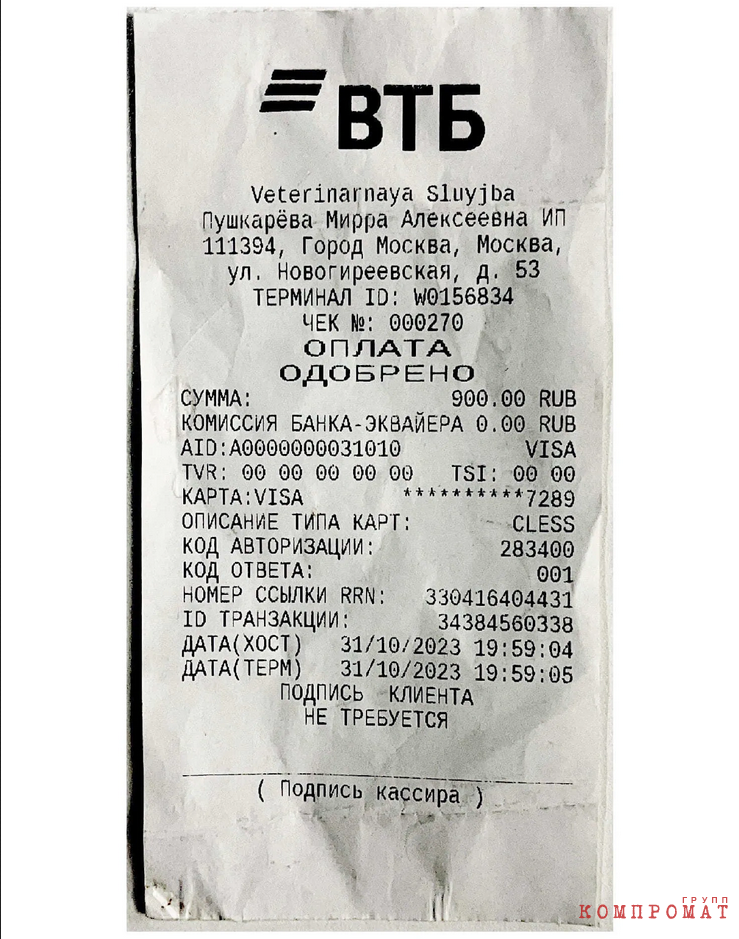 ВТБ
Veterinarnaya Sluyjba
Пушкарёва Мирра Алексеевна ИП
111394, Город Москва, Москва,
ул. Новогиреевская, д. 53
ТЕРМИНАЛ ID: W0156834
ЧЕК №: 000270
ОПЛАТА
ОДОБРЕНО
СУММА: 900.00 RUB
КОМИССИЯ БАНКА-ЭКВАЙЕРА 0.00 RUB
AID:A0000000031010 VISA
TVR: 00 00 00 00 00 TSI: 00 00
КАРТА:VISA **********7289
ОПИСАНИЕ ТИПА КАРТ: CLESS
КОД АВТОРИЗАЦИИ: 283400
КОД ОТВЕТА: 001
НОМЕР ССЫЛКИ RRN: 330416404431
ID ТРАНЗАКЦИИ: 34384560338
ДАТА(ХОСТ) 31/10/2023 19:59:04
ДАТА(ТЕРМ) 31/10/2023 19:59:05
ПОДПИСЬ КЛИЕНТА
НЕ ТРЕБУЕТСЯ
( Подпись кассира )
ГРУПП
КОМПРОМАТ